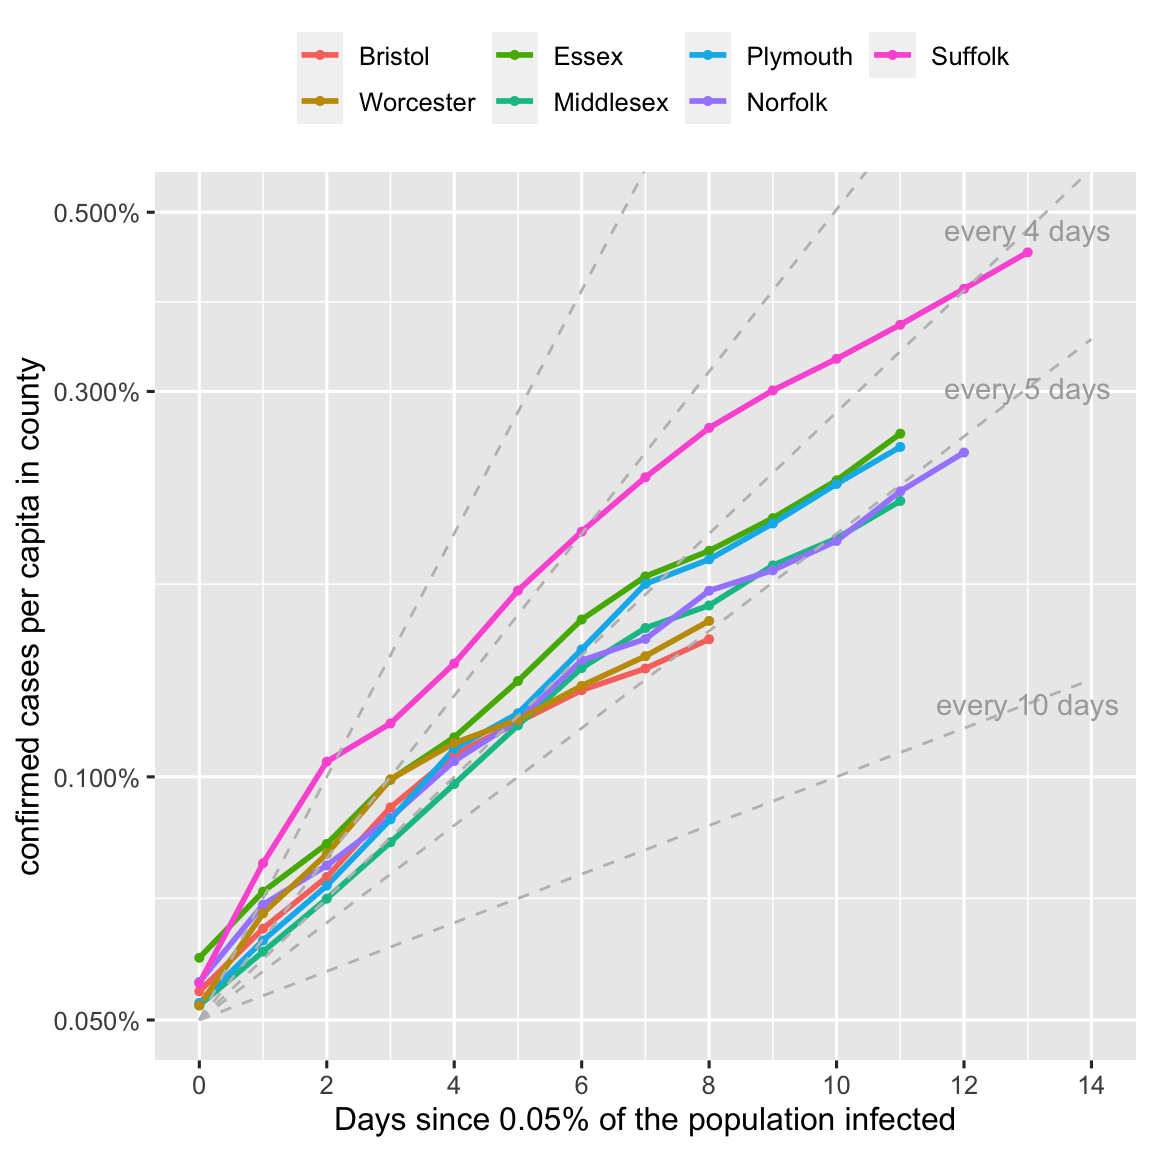 Bristol Essex Plymouth Suffolk
Worcester Middlesex Norfolk
confirmed cases per capita in county
0.500%
0.300%
0.100%
0.050%
every 4 days
every 5 days
every 10 days
0 2 4 6 8 10 12 14
Days since 0.05% of the population infected